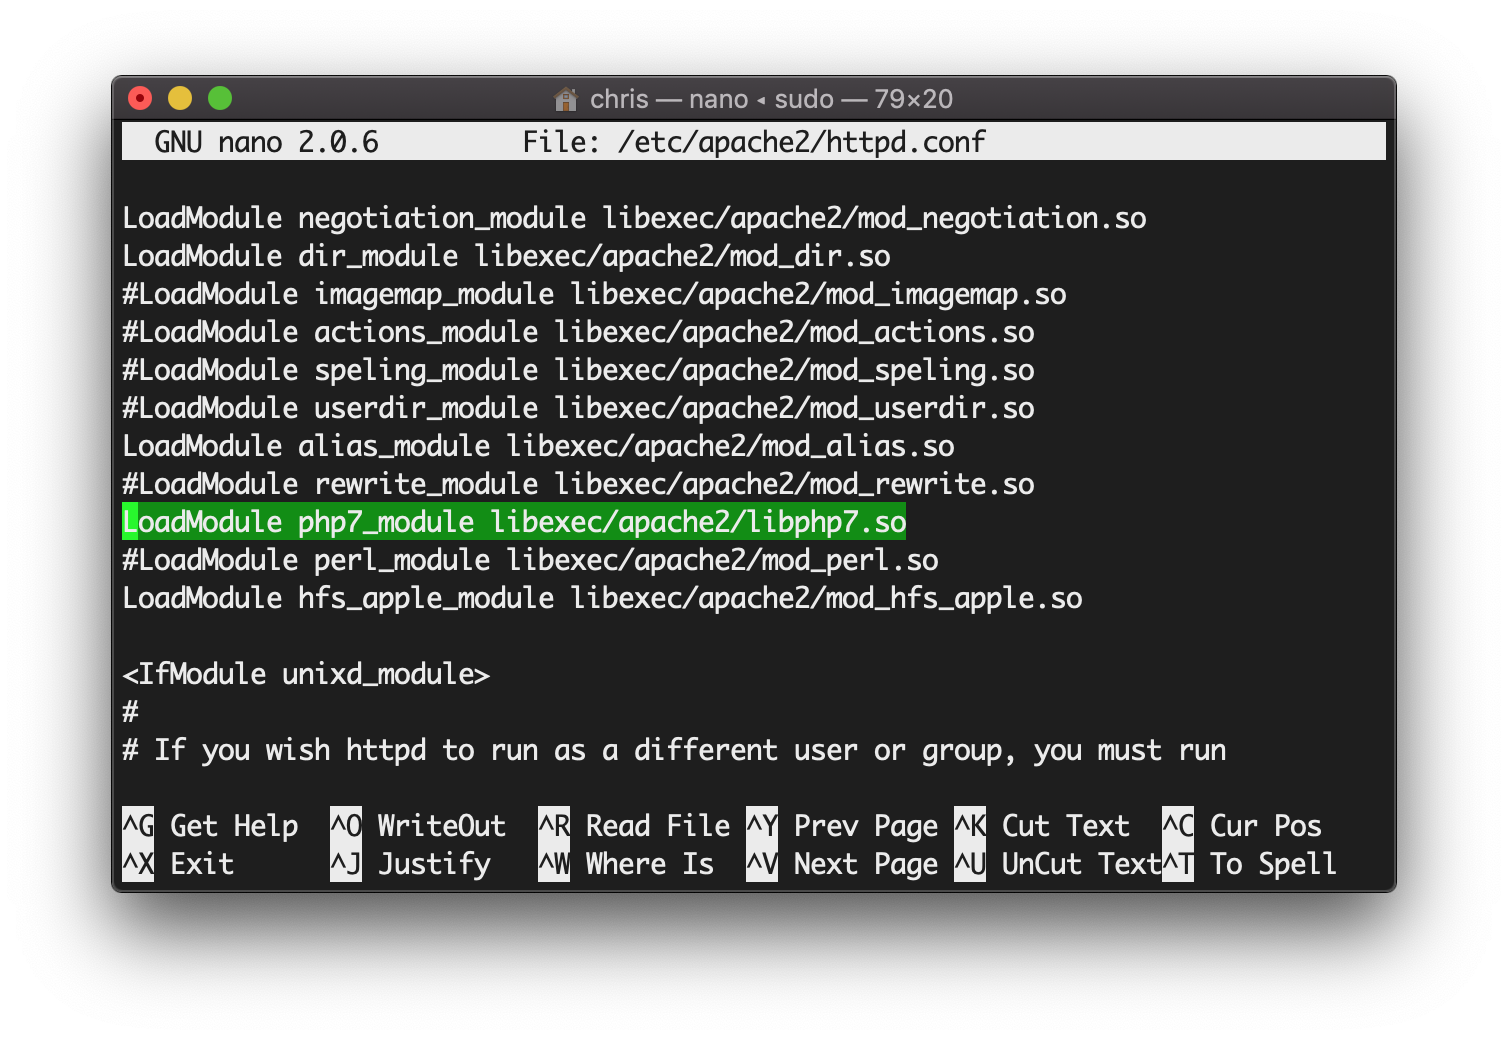 chris — nano ◂ sudo — 79×20
GNU nano 2.0.6 File: /etc/apache2/httpd.conf
LoadModule negotiation_module libexec/apache2/mod_negotiation.so
LoadModule dir_module libexec/apache2/mod_dir.so
#LoadModule imagemap_module libexec/apache2/mod_imagemap.so
#LoadModule actions_module libexec/apache2/mod_actions.so
#LoadModule speling_module libexec/apache2/mod_speling.so
#LoadModule userdir_module libexec/apache2/mod_userdir.so
LoadModule alias_module libexec/apache2/mod_alias.so
#LoadModule rewrite_module libexec/apache2/mod_rewrite.so
LoadModule php7_module libexec/apache2/libphp7.so
#LoadModule perl_module libexec/apache2/mod_perl.so
LoadModule hfs_apple_module libexec/apache2/mod_hfs_apple.so
<IfModule unixd_module>
#
# If you wish httpd to run as a different user or group, you must run
^G Get Help ^O WriteOut ^R Read File ^Y Prev Page ^K Cut Text ^C Cur Pos
^X Exit ^J Justify ^W Where Is ^V Next Page ^U UnCut Text ^T To Spell